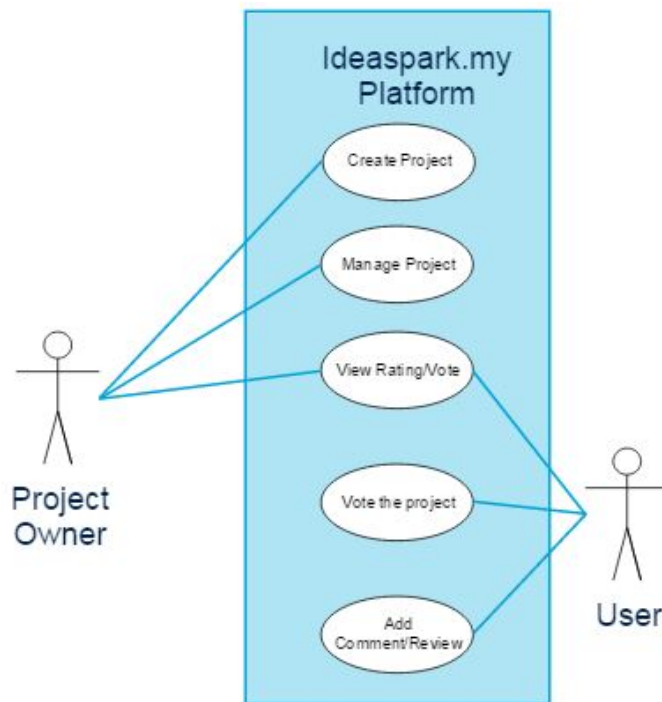 Ideaspark.my
Platform
Create Project
Manage Project
View Rating/Vote
Project
Owner
Vote the project
User
Add
Comment/Review